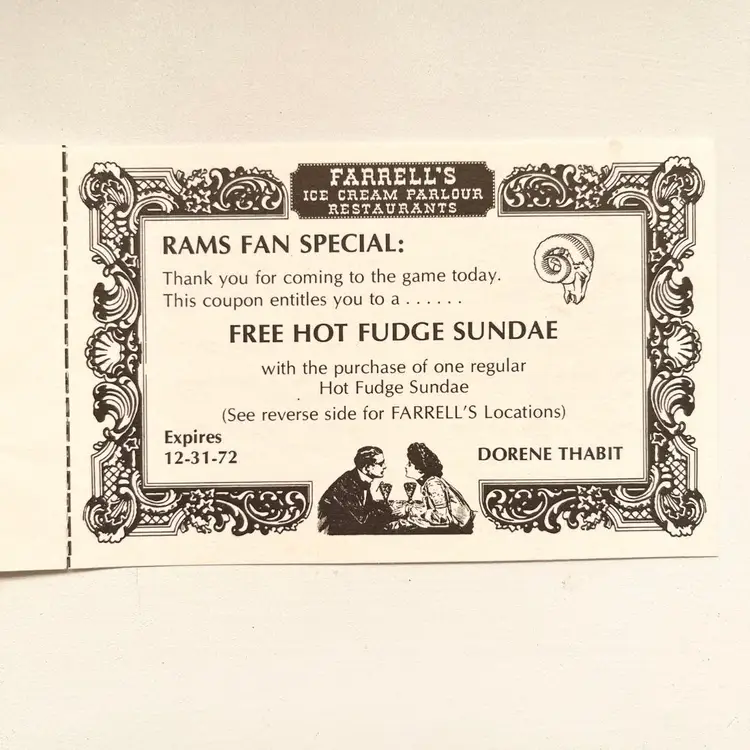 FARRELL'S
ICE CREAM PARLOUR
RESTAURANTS
RAMS FAN SPECIAL:
Thank you for coming to the game today.
This coupon entitles you to a . . . . . .
FREE HOT FUDGE SUNDAE
with the purchase of one regular
Hot Fudge Sundae
(See reverse side for FARRELL'S Locations)
Expires
12-31-72
DORENE THABIT